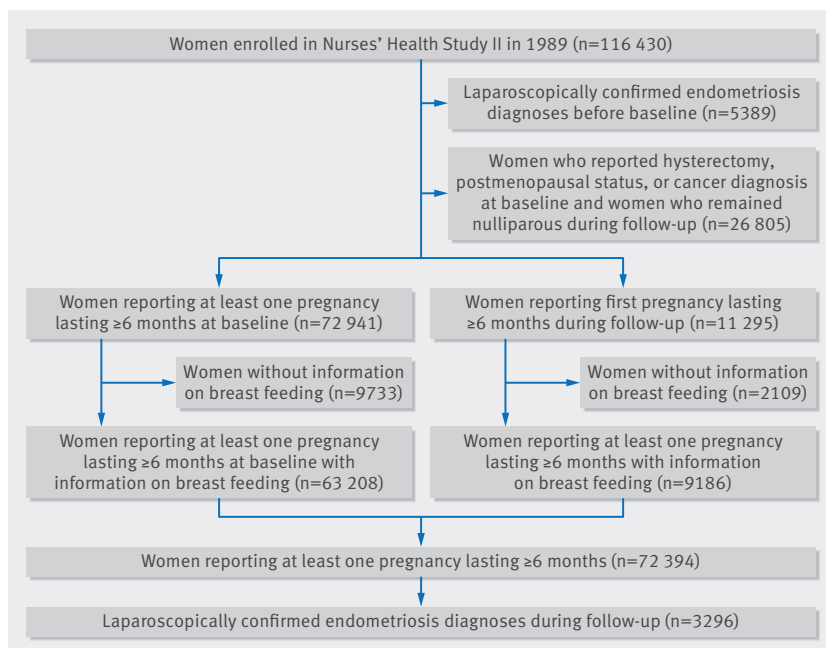 Women enrolled in Nurses’ Health Study II in 1989 (n=116 430)
Laparoscopically confirmed endometriosis
diagnoses before baseline (n=5389)
Women who reported hysterectomy,
postmenopausal status, or cancer diagnosis
at baseline and women who remained
nulliparous during follow-up (n=26 805)
Women reporting at least one pregnancy
lasting ≥6 months at baseline (n=72 941)
Women reporting first pregnancy lasting
≥6 months during follow-up (n=11 295)
Women without information
on breast feeding (n=9733)
Women without information
on breast feeding (n=2109)
Women reporting at least one pregnancy
lasting ≥6 months at baseline with
information on breast feeding (n=63 208)
Women reporting at least one pregnancy
lasting ≥6 months with information
on breast feeding (n=9186)
Women reporting at least one pregnancy lasting ≥6 months (n=72 394)
Laparoscopically confirmed endometriosis diagnoses during follow-up (n=3296)